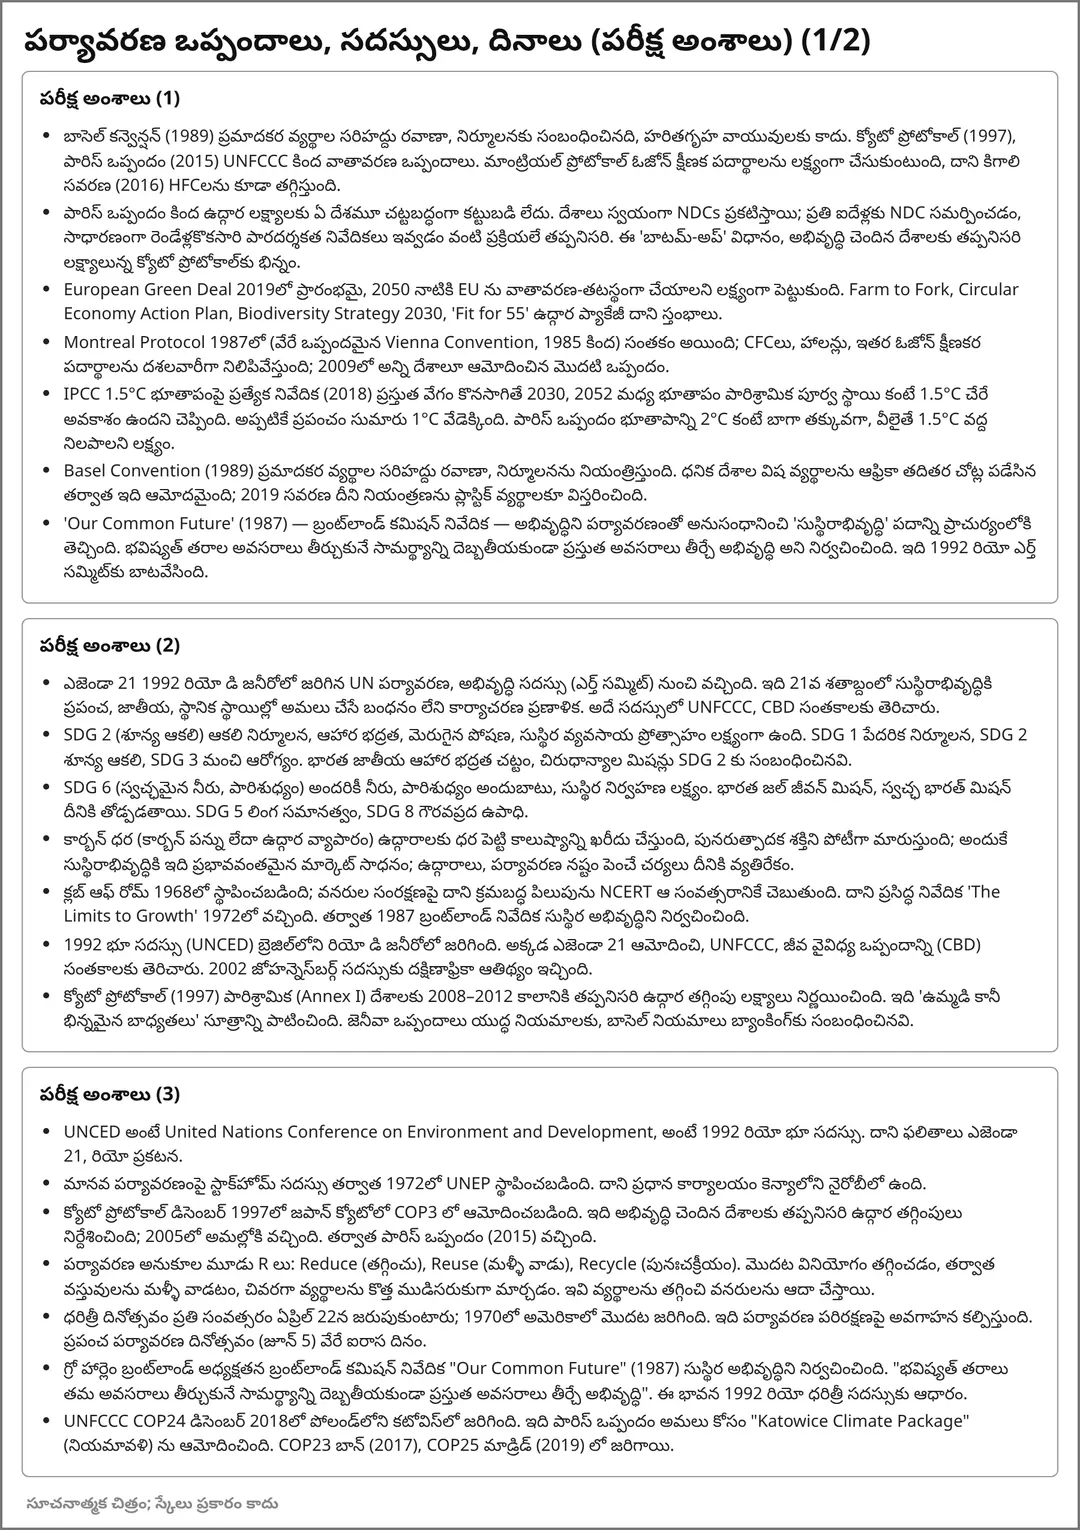 పర్యావరణ ఒప్పందాలు, సదస్సులు, దినాలు (పరీక్ష అంశాలు) (1/2)
పరీక్ష అంశాలు (1)
• బాసెల్ కన్వెన్షన్ (1989) ప్రమాదకర వ్యర్థాల సరిహద్దు రవాణా, నిర్మూలనకు సంబంధించినది, హరితగృహ వాయువులకు కాదు. క్యోటో ప్రోటోకాల్ (1997),
పారిస్ ఒప్పందం (2015) UNFCCC కింద వాతావరణ ఒప్పందాలు. మాంట్రియల్ ప్రోటోకాల్ ఓజోన్ క్షీణక పదార్థాలను లక్ష్యంగా చేసుకుంటుంది, దాని కిగాలి
సవరణ (2016) HFCలను కూడా తగ్గిస్తుంది.
• పారిస్ ఒప్పందం కింద ఉద్గార లక్ష్యాలకు ఏ దేశమూ చట్టబద్ధంగా కట్టుబడి లేదు. దేశాలు స్వయంగా NDCs ప్రకటిస్తాయి; ప్రతి ఐదేళ్లకు NDC సమర్పించడం,
సాధారణంగా రెండేళ్లకొకసారి పారదర్శకత నివేదికలు ఇవ్వడం వంటి ప్రక్రియలే తప్పనిసరి. ఈ 'బాటమ్-అప్' విధానం, అభివృద్ధి చెందిన దేశాలకు తప్పనిసరి
లక్ష్యాలున్న క్యోటో ప్రోటోకాల్‌కు భిన్నం.
• European Green Deal 2019లో ప్రారంభమై, 2050 నాటికి EU ను వాతావరణ-తటస్థంగా చేయాలని లక్ష్యంగా పెట్టుకుంది. Farm to Fork, Circular
Economy Action Plan, Biodiversity Strategy 2030, 'Fit for 55' ఉద్గార ప్యాకేజీ దాని స్తంభాలు.
• Montreal Protocol 1987లో (వేరే ఒప్పందమైన Vienna Convention, 1985 కింద) సంతకం అయింది; CFCలు, హాలన్లు, ఇతర ఓజోన్ క్షీణకర
పదార్థాలను దశలవారీగా నిలిపివేస్తుంది; 2009లో అన్ని దేశాలూ ఆమోదించిన మొదటి ఒప్పందం.
• IPCC 1.5°C భూతాపంపై ప్రత్యేక నివేదిక (2018) ప్రస్తుత వేగం కొనసాగితే 2030, 2052 మధ్య భూతాపం పారిశ్రామిక పూర్వ స్థాయి కంటే 1.5°C చేరే
అవకాశం ఉందని చెప్పింది. అప్పటికే ప్రపంచం సుమారు 1°C వేడెక్కింది. పారిస్ ఒప్పందం భూతాపాన్ని 2°C కంటే బాగా తక్కువగా, వీలైతే 1.5°C వద్ద
నిలపాలని లక్ష్యం.
• Basel Convention (1989) ప్రమాదకర వ్యర్థాల సరిహద్దు రవాణా, నిర్మూలనను నియంత్రిస్తుంది. ధనిక దేశాల విష వ్యర్థాలను ఆఫ్రికా తదితర చోట్ల పడేసిన
తర్వాత ఇది ఆమోదమైంది; 2019 సవరణ దీని నియంత్రణను ప్లాస్టిక్ వ్యర్థాలకూ విస్తరించింది.
• 'Our Common Future' (1987) — బ్రంట్‌లాండ్ కమిషన్ నివేదిక — అభివృద్ధిని పర్యావరణంతో అనుసంధానించి 'సుస్థిరాభివృద్ధి' పదాన్ని ప్రాచుర్యంలోకి
తెచ్చింది. భవిష్యత్ తరాల అవసరాలు తీర్చుకునే సామర్థ్యాన్ని దెబ్బతీయకుండా ప్రస్తుత అవసరాలు తీర్చే అభివృద్ధి అని నిర్వచించింది. ఇది 1992 రియో ఎర్త్
సమ్మిట్‌కు బాటవేసింది.
పరీక్ష అంశాలు (2)
• ఎజెండా 21 1992 రియో డి జనీరోలో జరిగిన UN పర్యావరణ, అభివృద్ధి సదస్సు (ఎర్త్ సమ్మిట్) నుంచి వచ్చింది. ఇది 21వ శతాబ్దంలో సుస్థిరాభివృద్ధికి
ప్రపంచ, జాతీయ, స్థానిక స్థాయిల్లో అమలు చేసే బంధనం లేని కార్యాచరణ ప్రణాళిక. అదే సదస్సులో UNFCCC, CBD సంతకాలకు తెరిచారు.
• SDG 2 (శూన్య ఆకలి) ఆకలి నిర్మూలన, ఆహార భద్రత, మెరుగైన పోషణ, సుస్థిర వ్యవసాయ ప్రోత్సాహం లక్ష్యంగా ఉంది. SDG 1 పేదరిక నిర్మూలన, SDG 2
శూన్య ఆకలి, SDG 3 మంచి ఆరోగ్యం. భారత జాతీయ ఆహార భద్రత చట్టం, చిరుధాన్యాల మిషన్లు SDG 2 కు సంబంధించినవి.
• SDG 6 (స్వచ్ఛమైన నీరు, పారిశుధ్యం) అందరికీ నీరు, పారిశుధ్యం అందుబాటు, సుస్థిర నిర్వహణ లక్ష్యం. భారత జల్ జీవన్ మిషన్, స్వచ్ఛ భారత్ మిషన్
దీనికి తోడ్పడతాయి. SDG 5 లింగ సమానత్వం, SDG 8 గౌరవప్రద ఉపాధి.
• కార్బన్ ధర (కార్బన్ పన్ను లేదా ఉద్గార వ్యాపారం) ఉద్గారాలకు ధర పెట్టి కాలుష్యాన్ని ఖరీదు చేస్తుంది, పునరుత్పాదక శక్తిని పోటీగా మారుస్తుంది; అందుకే
సుస్థిరాభివృద్ధికి ఇది ప్రభావవంతమైన మార్కెట్ సాధనం; ఉద్గారాలు, పర్యావరణ నష్టం పెంచే చర్యలు దీనికి వ్యతిరేకం.
• క్లబ్ ఆఫ్ రోమ్ 1968లో స్థాపించబడింది; వనరుల సంరక్షణపై దాని క్రమబద్ధ పిలుపును NCERT ఆ సంవత్సరానికే చెబుతుంది. దాని ప్రసిద్ధ నివేదిక 'The
Limits to Growth' 1972లో వచ్చింది. తర్వాత 1987 బ్రంట్‌లాండ్ నివేదిక సుస్థిర అభివృద్ధిని నిర్వచించింది.
• 1992 భూ సదస్సు (UNCED) బ్రెజిల్‌లోని రియో డి జనీరోలో జరిగింది. అక్కడ ఎజెండా 21 ఆమోదించి, UNFCCC, జీవ వైవిధ్య ఒప్పందాన్ని (CBD)
సంతకాలకు తెరిచారు. 2002 జోహన్నెస్‌బర్గ్ సదస్సుకు దక్షిణాఫ్రికా ఆతిథ్యం ఇచ్చింది.
• క్యోటో ప్రోటోకాల్ (1997) పారిశ్రామిక (Annex I) దేశాలకు 2008–2012 కాలానికి తప్పనిసరి ఉద్గార తగ్గింపు లక్ష్యాలు నిర్ణయించింది. ఇది 'ఉమ్మడి కానీ
భిన్నమైన బాధ్యతలు' సూత్రాన్ని పాటించింది. జెనీవా ఒప్పందాలు యుద్ధ నియమాలకు, బాసెల్ నియమాలు బ్యాంకింగ్‌కు సంబంధించినవి.
పరీక్ష అంశాలు (3)
• UNCED అంటే United Nations Conference on Environment and Development, అంటే 1992 రియో భూ సదస్సు. దాని ఫలితాలు ఎజెండా
21, రియో ప్రకటన.
• మానవ పర్యావరణంపై స్టాక్‌హోమ్ సదస్సు తర్వాత 1972లో UNEP స్థాపించబడింది. దాని ప్రధాన కార్యాలయం కెన్యాలోని నైరోబీలో ఉంది.
• క్యోటో ప్రోటోకాల్ డిసెంబర్ 1997లో జపాన్ క్యోటోలో COP3 లో ఆమోదించబడింది. ఇది అభివృద్ధి చెందిన దేశాలకు తప్పనిసరి ఉద్గార తగ్గింపులు
నిర్దేశించింది; 2005లో అమల్లోకి వచ్చింది. తర్వాత పారిస్ ఒప్పందం (2015) వచ్చింది.
• పర్యావరణ అనుకూల మూడు R లు: Reduce (తగ్గించు), Reuse (మళ్ళీ వాడు), Recycle (పునఃచక్రీయం). మొదట వినియోగం తగ్గించడం, తర్వాత
వస్తువులను మళ్ళీ వాడటం, చివరగా వ్యర్థాలను కొత్త ముడిసరుకుగా మార్చడం. ఇవి వ్యర్థాలను తగ్గించి వనరులను ఆదా చేస్తాయి.
• ధరిత్రీ దినోత్సవం ప్రతి సంవత్సరం ఏప్రిల్ 22న జరుపుకుంటారు; 1970లో అమెరికాలో మొదట జరిగింది. ఇది పర్యావరణ పరిరక్షణపై అవగాహన కల్పిస్తుంది.
ప్రపంచ పర్యావరణ దినోత్సవం (జూన్ 5) వేరే ఐరాస దినం.
• గ్రో హార్లెం బ్రంట్‌లాండ్ అధ్యక్షతన బ్రంట్‌లాండ్ కమిషన్ నివేదిక "Our Common Future" (1987) సుస్థిర అభివృద్ధిని నిర్వచించింది. "భవిష్యత్ తరాలు
తమ అవసరాలు తీర్చుకునే సామర్థ్యాన్ని దెబ్బతీయకుండా ప్రస్తుత అవసరాలు తీర్చే అభివృద్ధి". ఈ భావన 1992 రియో ధరిత్రీ సదస్సుకు ఆధారం.
• UNFCCC COP24 డిసెంబర్ 2018లో పోలండ్‌లోని కటోవిస్‌లో జరిగింది. ఇది పారిస్ ఒప్పందం అమలు కోసం "Katowice Climate Package"
(నియమావళి) ను ఆమోదించింది. COP23 బాన్ (2017), COP25 మాడ్రిడ్ (2019) లో జరిగాయి.
సూచనాత్మక చిత్రం; స్కేలు ప్రకారం కాదు